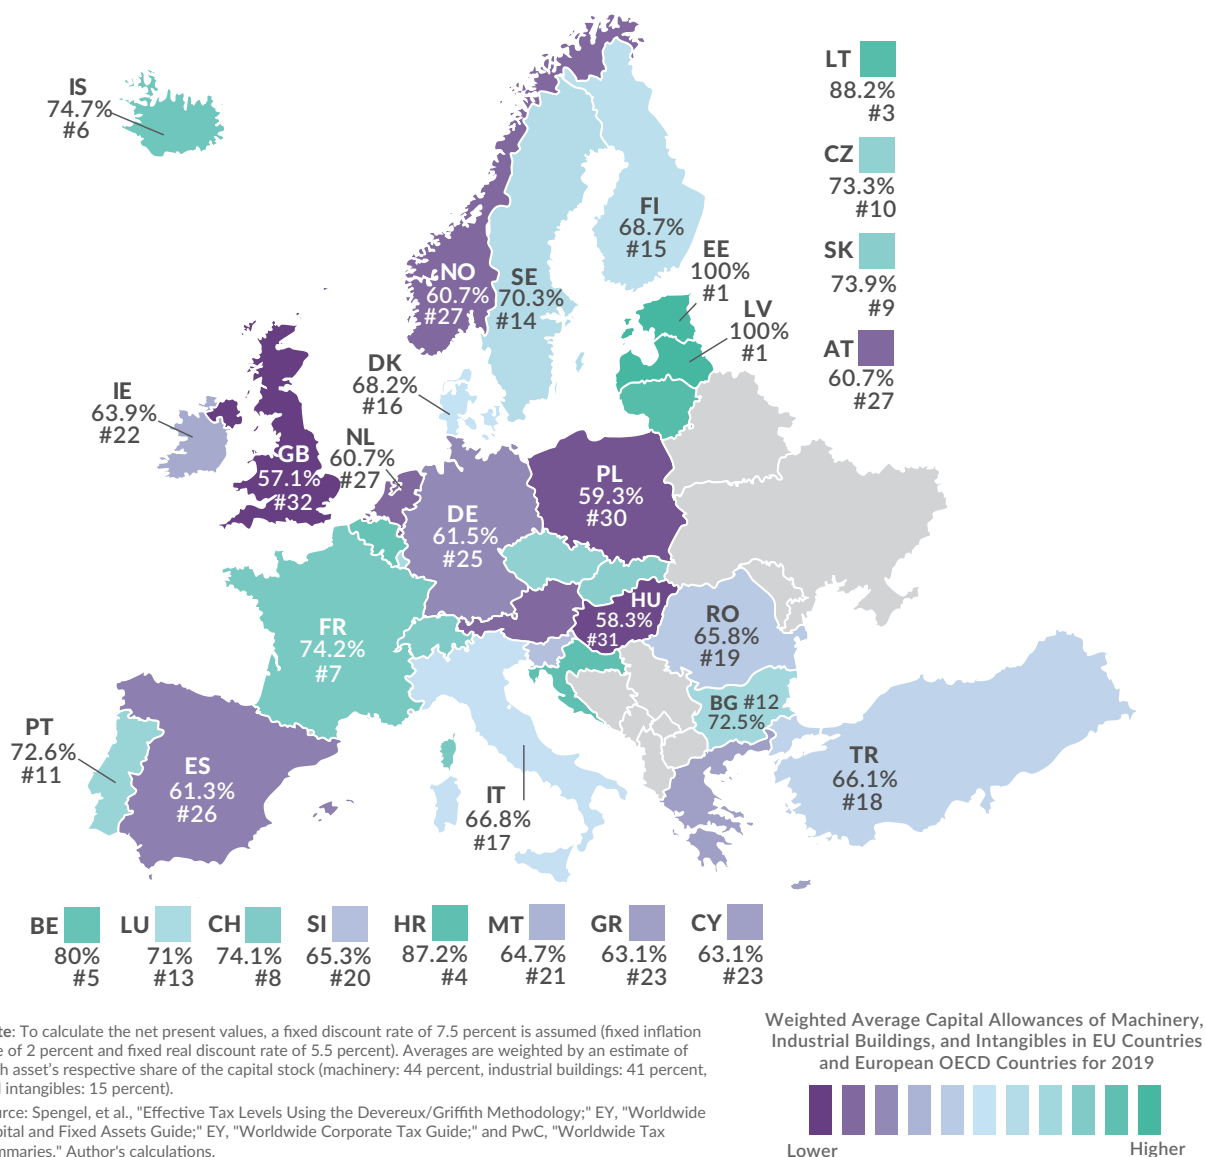 IS
74.7%
#6
LT
88.2%
#3
CZ
73.3%
#10
SK
73.9%
#9
AT
60.7%
#27
FI
68.7%
#15
EE
100%
#1
LV
100%
#1
NO
60.7%
#27
SE
70.3%
#14
DK
68.2%
#16
IE
63.9%
#22
GB
57.1%
#32
NL
60.7%
#27
DE
61.5%
#25
PL
59.3%
#30
HU
58.3%
#31
RO
65.8%
#19
BG #12
72.5%
FR
74.2%
#7
PT
72.6%
#11
ES
61.3%
#26
IT
66.8%
#17
TR
66.1%
#18
BE
80%
#5
LU
71%
#13
CH
74.1%
#8
SI
65.3%
#20
HR
87.2%
#4
MT
64.7%
#21
GR
63.1%
#23
CY
63.1%
#23
te: To calculate the net present values, a fixed discount rate of 7.5 percent is assumed (fixed inflation
e of 2 percent and fixed real discount rate of 5.5 percent). Averages are weighted by an estimate of
h asset's respective share of the capital stock (machinery: 44 percent, industrial buildings: 41 percent,
l intangibles: 15 percent).
urce: Spengel, et al., "Effective Tax Levels Using the Devereux/Griffith Methodology;" EY, "Worldwide
pital and Fixed Assets Guide;" EY, "Worldwide Corporate Tax Guide;" and PwC, "Worldwide Tax
mmaries." Author's calculations.
Weighted Average Capital Allowances of Machinery,
Industrial Buildings, and Intangibles in EU Countries
and European OECD Countries for 2019
Lower
Higher